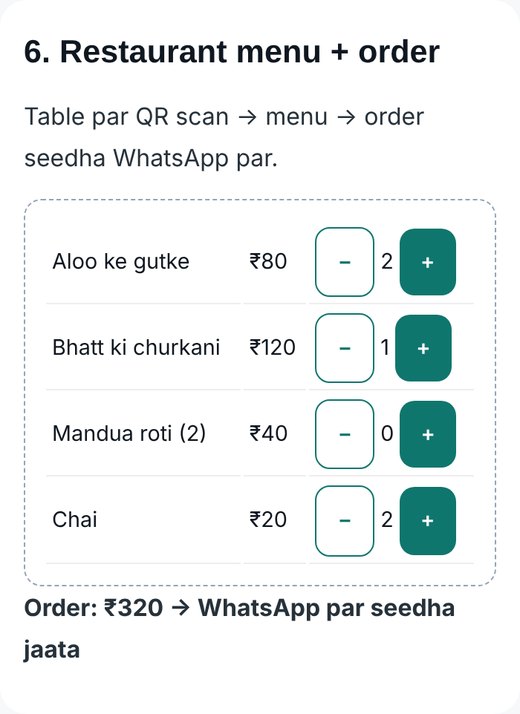 6. Restaurant menu + order
Table par QR scan → menu → order
seedha WhatsApp par.
Aloo ke gutke ₹80 − 2 +
Bhatt ki churkani ₹120 − 1 +
Mandua roti (2) ₹40 − 0 +
Chai ₹20 − 2 +
Order: ₹320 → WhatsApp par seedha
jaata